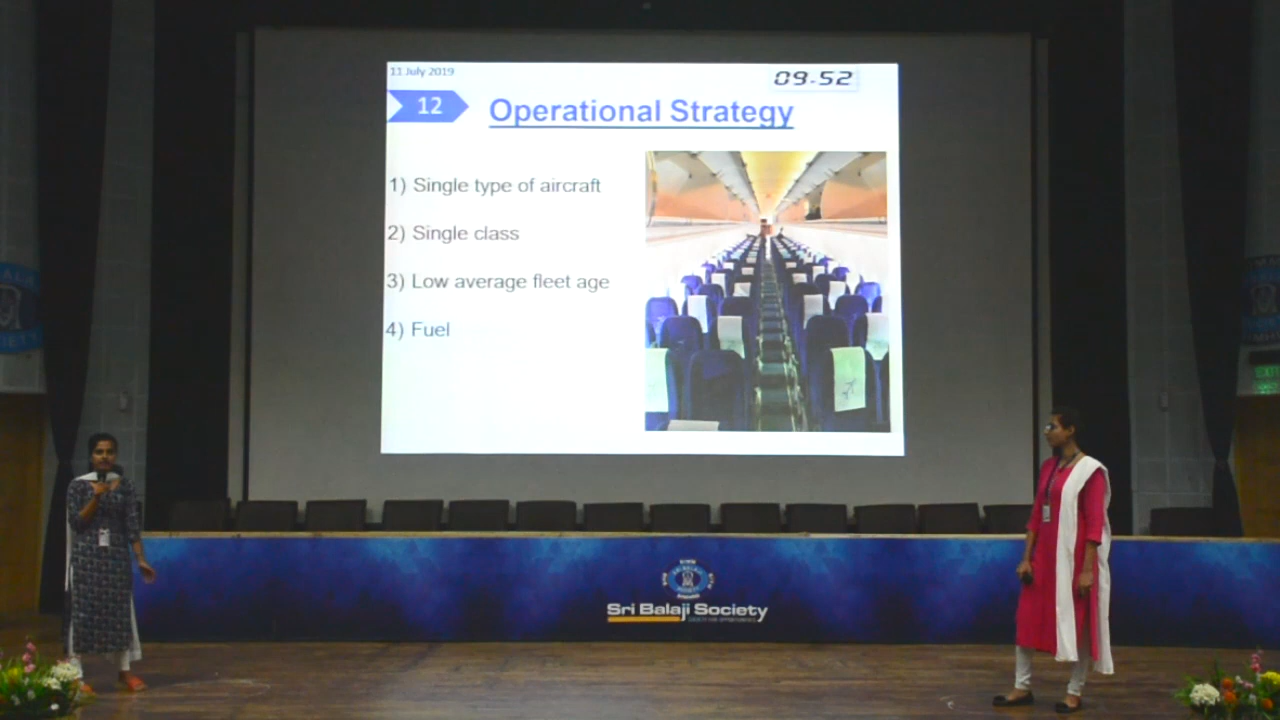 11 July 2019
09-52
12
Operational Strategy
1) Single type of aircraft
2) Single class
3) Low average fleet age
4) Fuel
EXIT
Sri Balaji Society